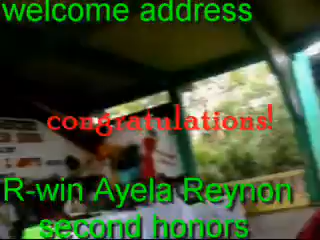 welcome address
congratulations!
R-win Ayela Reynon
second honors